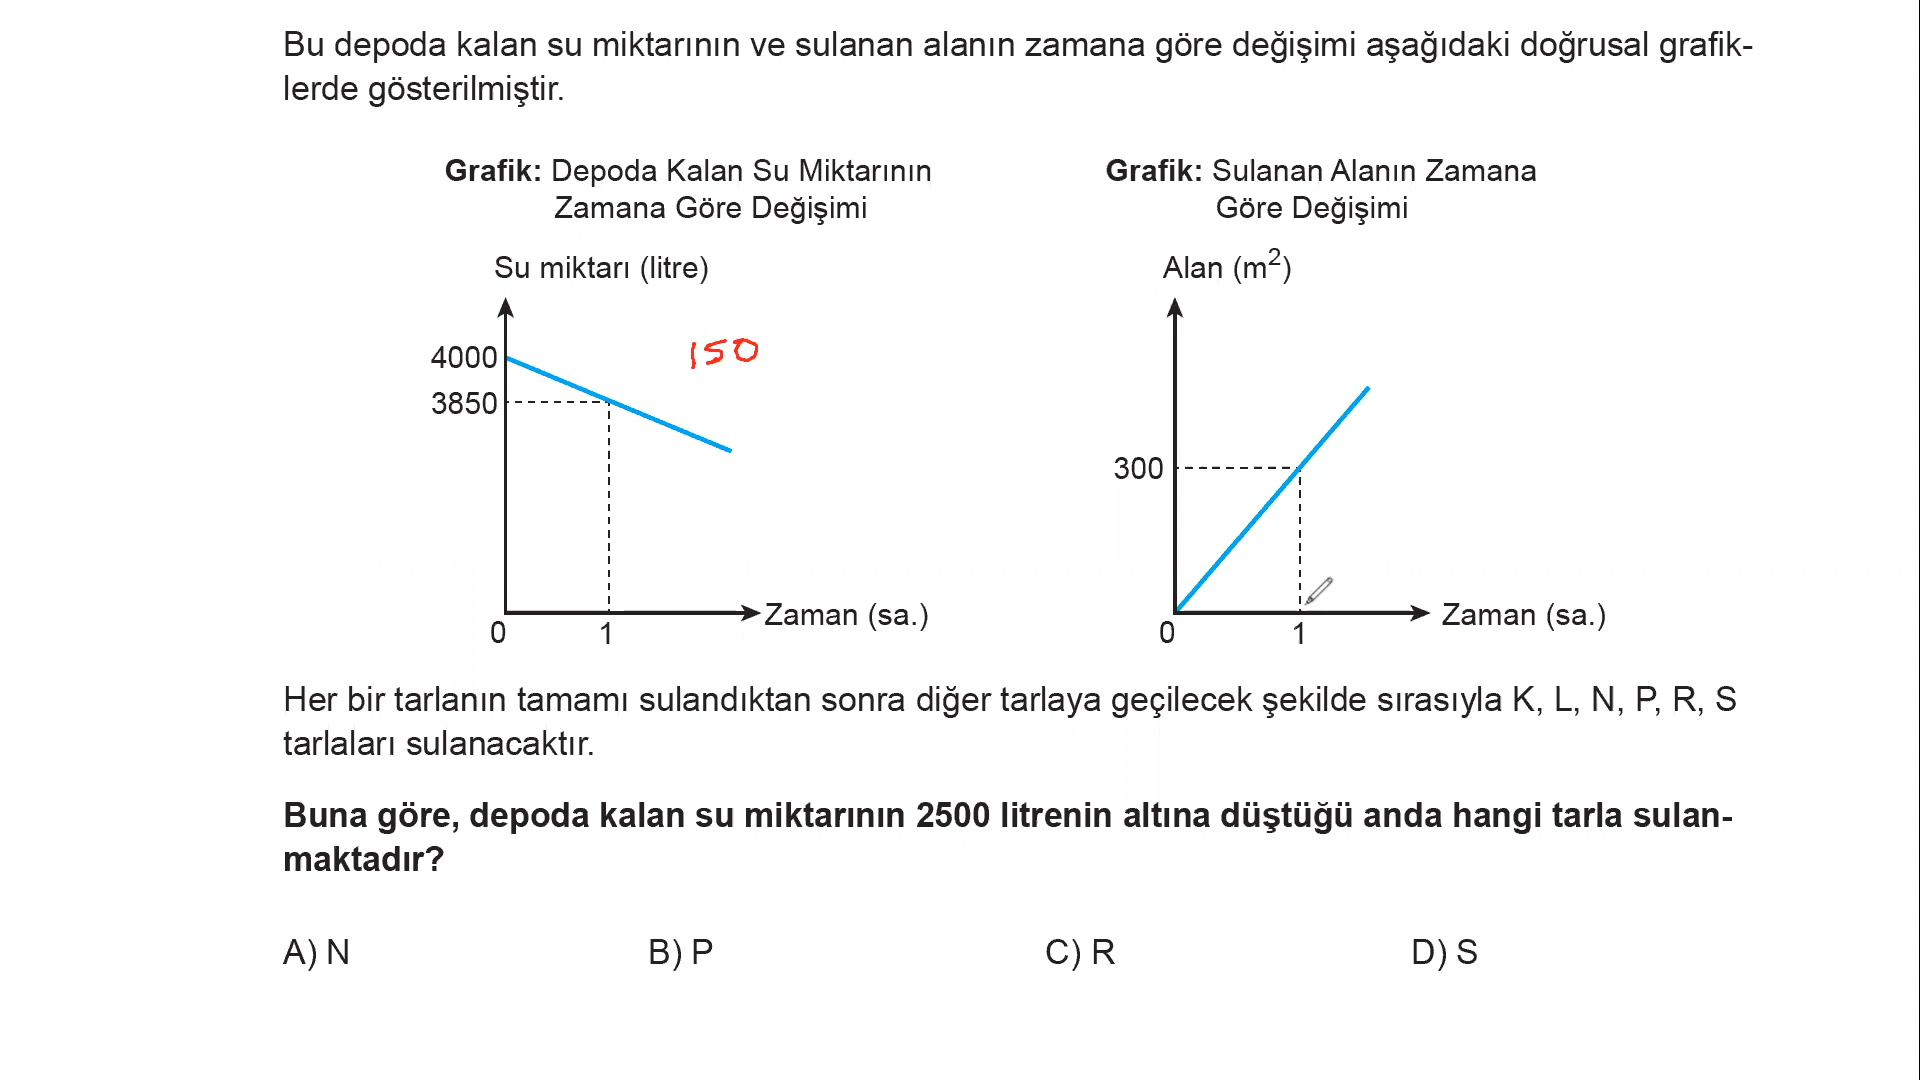 Bu depoda kalan su miktarının ve sulanan alanın zamana göre değişimi aşağıdaki doğrusal grafik-
lerde gösterilmiştir.
Grafik: Depoda Kalan Su Miktarının
Zamana Göre Değişimi
Su miktarı (litre)
4000
3850
150
0
1
Zaman (sa.)
Grafik: Sulanan Alanın Zamana
Göre Değişimi
Alan (m²)
300
0
1
Zaman (sa.)
Her bir tarlanın tamamı sulandıktan sonra diğer tarlaya geçilecek şekilde sırasıyla K, L, N, P, R, S
tarlaları sulanacaktır.
Buna göre, depoda kalan su miktarının 2500 litrenin altına düştüğü anda hangi tarla sulan-
maktadır?
A) N
B) P
C) R
D) S